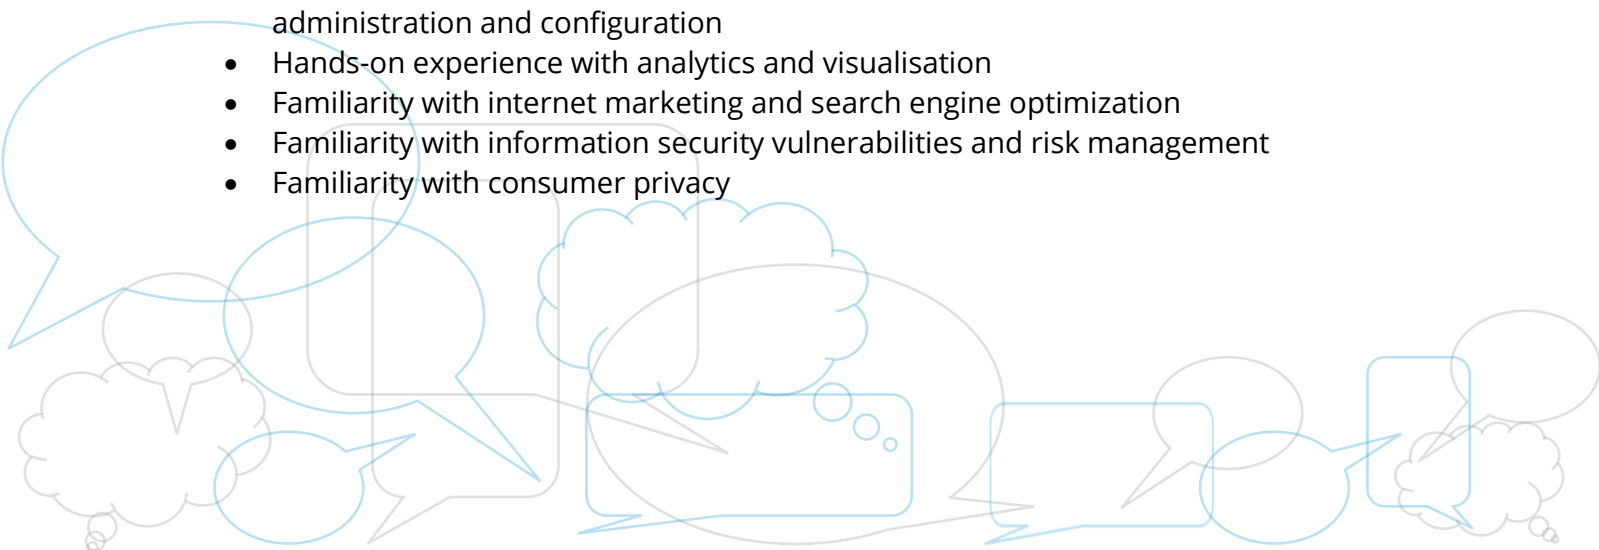 administration and configuration
• Hands-on experience with analytics and visualisation
• Familiarity with internet marketing and search engine optimization
• Familiarity with information security vulnerabilities and risk management
• Familiarity with consumer privacy